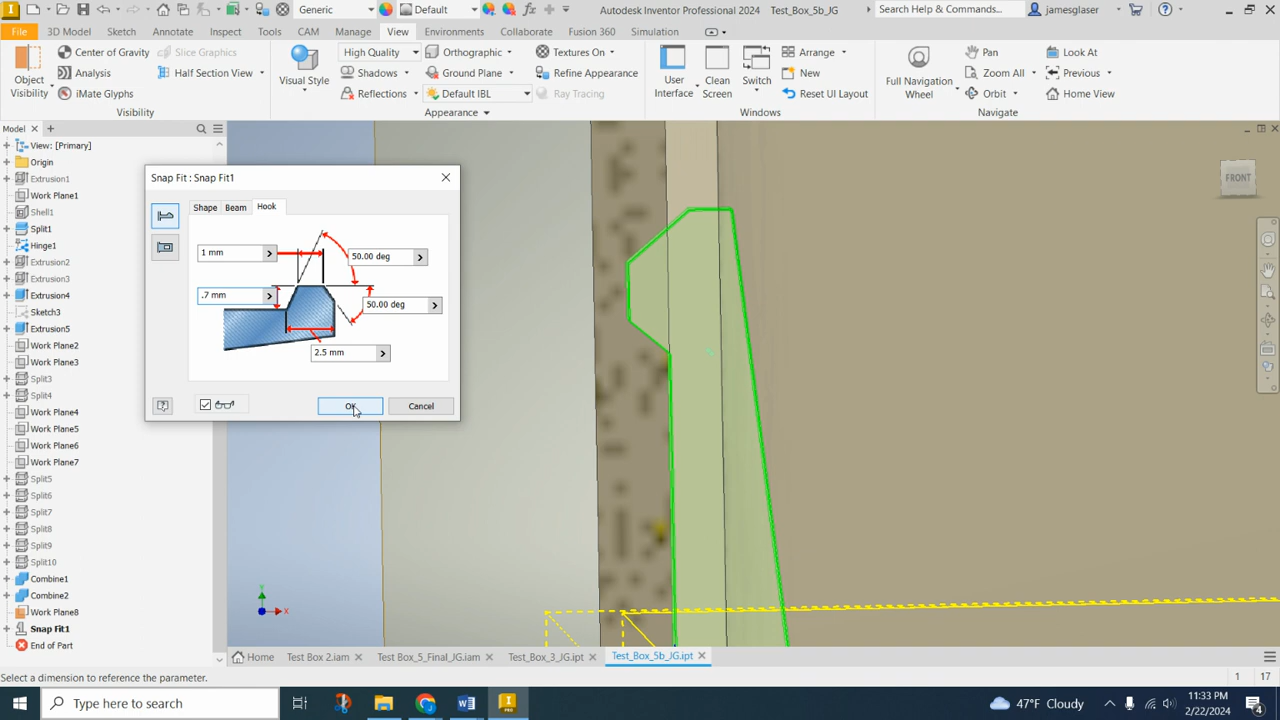 Generic
Default
Autodesk Inventor Professional 2024
Test_Box_5b_JG
Search Help & Commands...
jamesglaser
File
3D Model
Sketch
Annotate
Inspect
Tools
CAM
Manage
View
Environments
Collaborate
Fusion 360
Simulation
Object
Visibility
Center of Gravity
Analysis
iMate Glyphs
Slice Graphics
Half Section View
Visual Style
High Quality
Shadows
Reflections
Orthographic
Ground Plane
Default IBL
Textures On
Refine Appearance
Ray Tracing
User
Interface
Clean
Screen
Switch
Arrange
New
Reset UI Layout
Full Navigation
Wheel
Pan
Zoom All
Orbit
Look At
Previous
Home View
Visibility
Appearance
Windows
Navigate
Model
View: [Primary]
Origin
Extrusion1
Work Plane1
Shell1
Split1
Hinge1
Extrusion2
Extrusion3
Extrusion4
Sketch3
Extrusion5
Work Plane2
Work Plane3
Split3
Split4
Work Plane4
Work Plane5
Work Plane6
Work Plane7
Split5
Split6
Split7
Split8
Split9
Split10
Combine1
Combine2
Work Plane8
Snap Fit1
End of Part
Snap Fit : Snap Fit1
Shape
Beam
Hook
1 mm
50.00 deg
.7 mm
50.00 deg
2.5 mm
OK
Cancel
FRONT
Y
X
Home
Test Box 2.iam
Test_Box_5_Final_JG.iam
Test_Box_3_JG.ipt
Test_Box_5b_JG.ipt
Select a dimension to reference the parameter.
1
17
Type here to search
PRO
47°F Cloudy
11:33 PM
2/22/2024
4